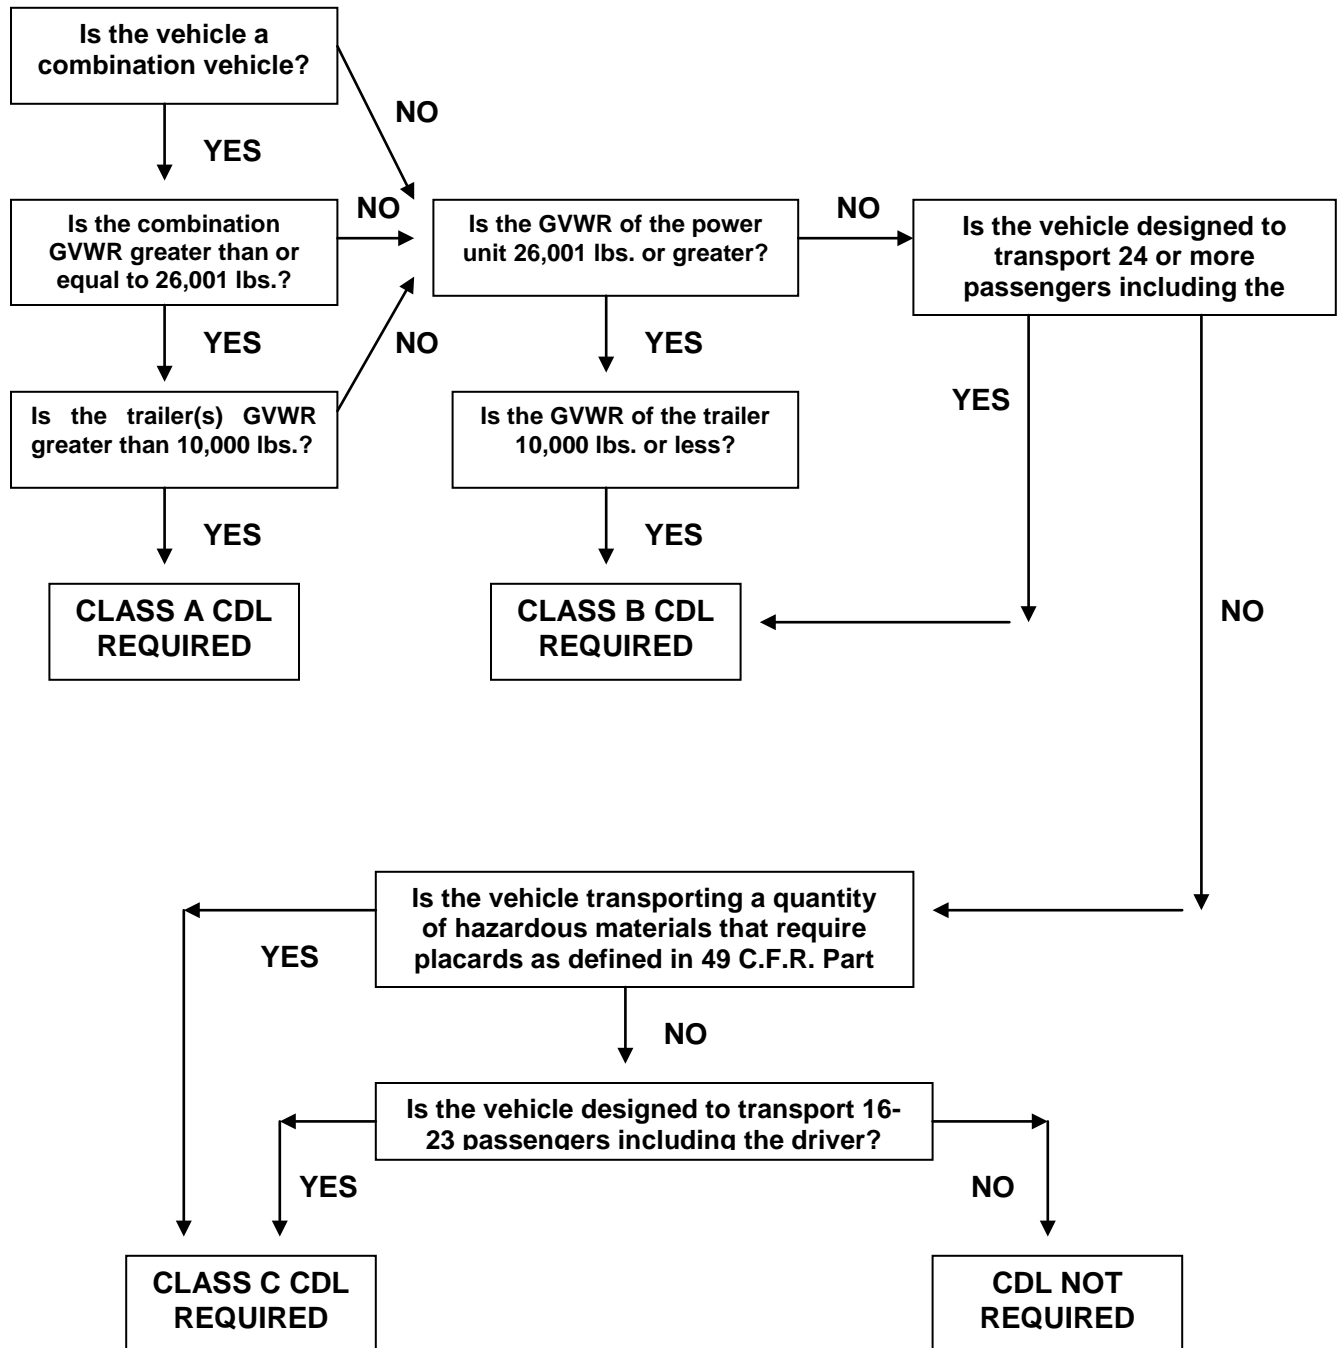 Is the vehicle a
combination vehicle?
NO
YES
Is the combination
GVWR greater than or
equal to 26,001 lbs.?
NO
Is the GVWR of the power
unit 26,001 lbs. or greater?
NO
Is the vehicle designed to
transport 24 or more
passengers including the
YES
NO
YES
YES
Is the trailer(s) GVWR
greater than 10,000 lbs.?
Is the GVWR of the trailer
10,000 lbs. or less?
YES
YES
CLASS A CDL
REQUIRED
CLASS B CDL
REQUIRED
NO
Is the vehicle transporting a quantity
of hazardous materials that require
placards as defined in 49 C.F.R. Part
YES
NO
Is the vehicle designed to transport 16-
23 passengers including the driver?
YES
NO
CLASS C CDL
REQUIRED
CDL NOT
REQUIRED